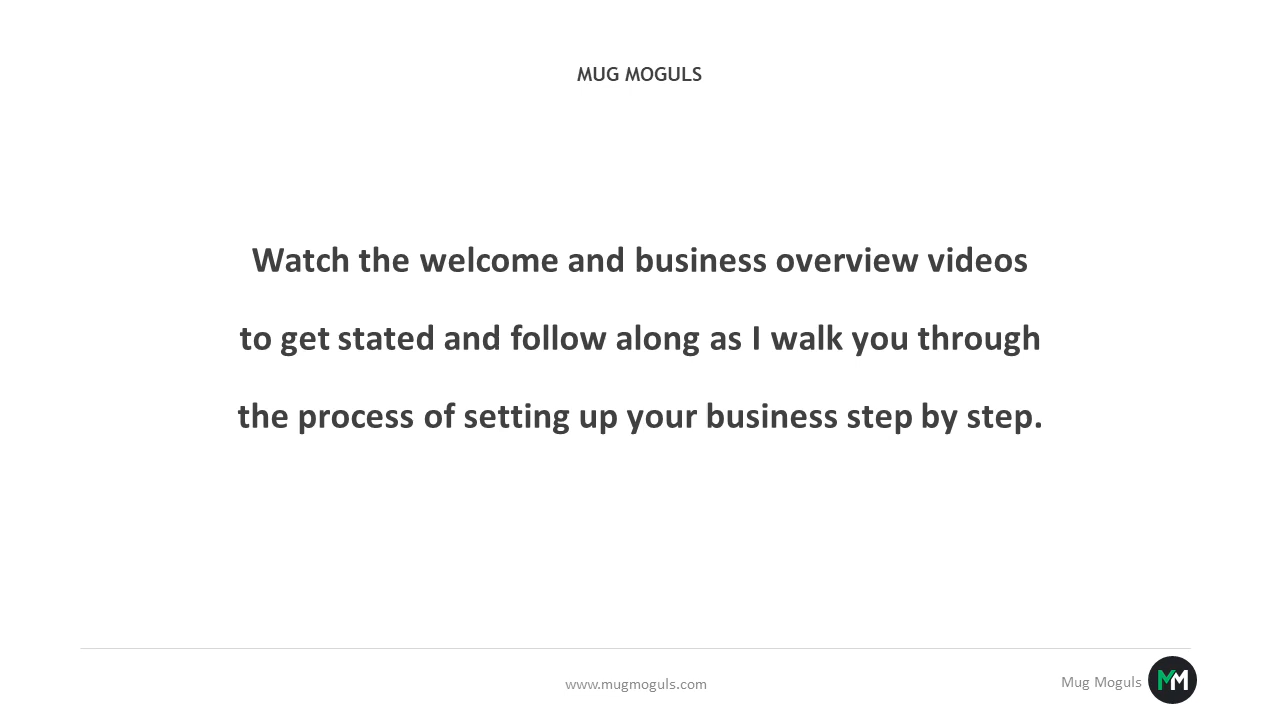 MUG MOGULS
Watch the welcome and business overview videos
to get stated and follow along as I walk you through
the process of setting up your business step by step.
www.mugmoguls.com
Mug Moguls
MM